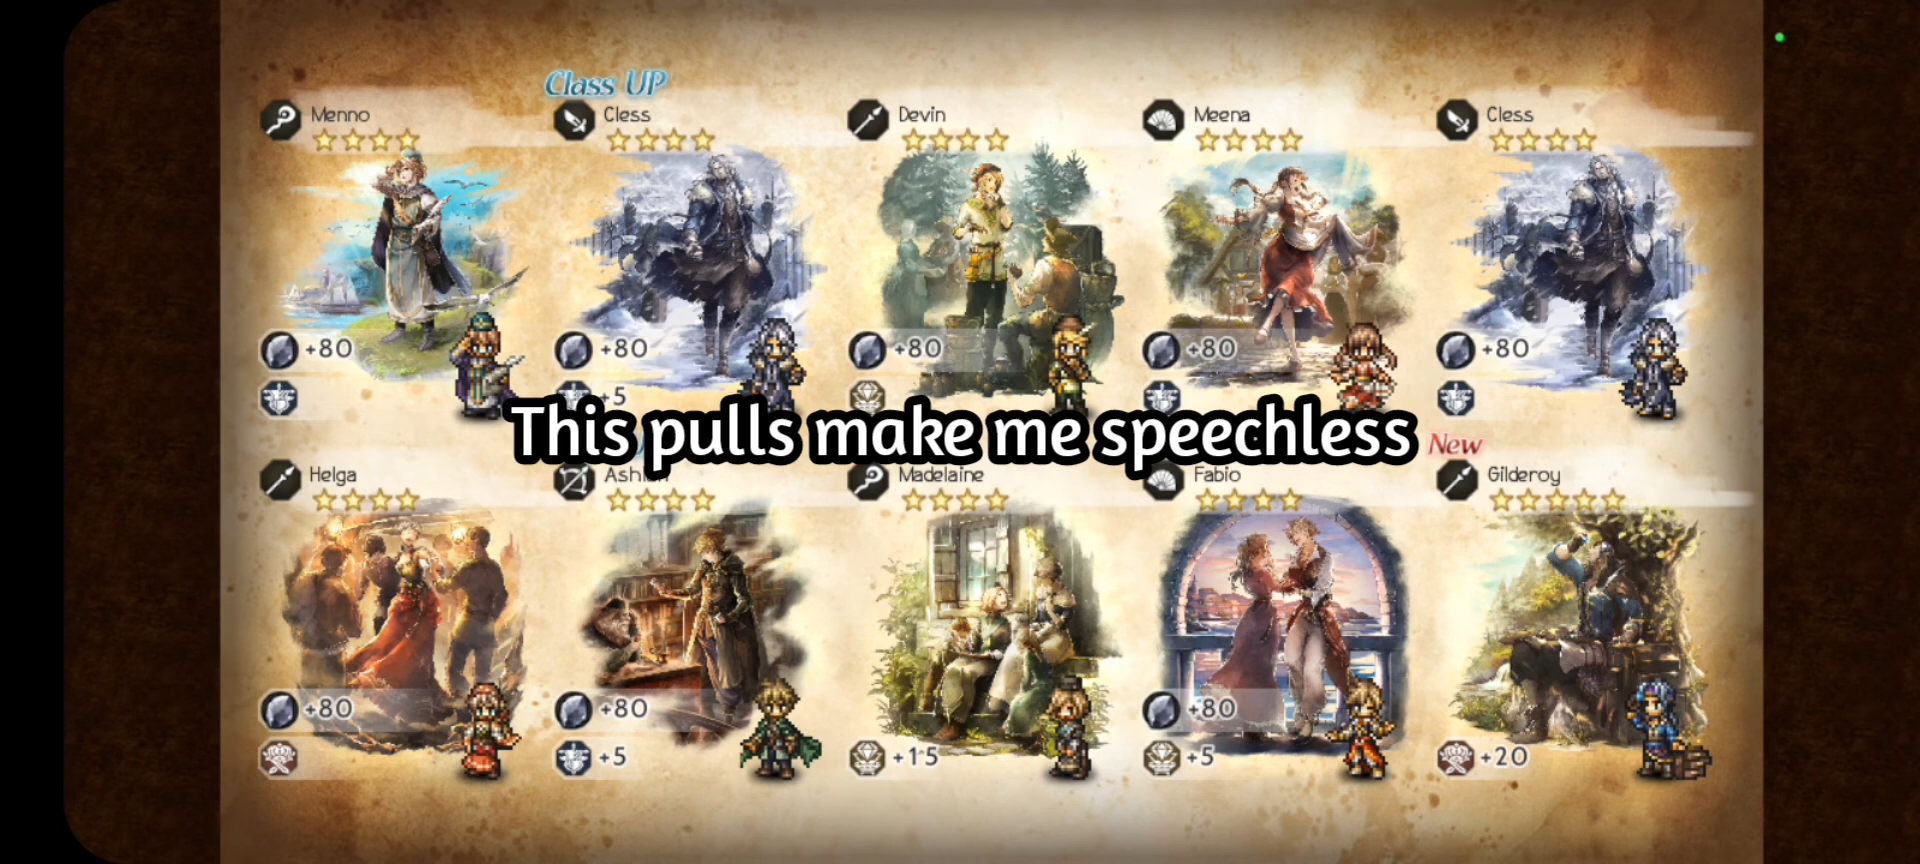 Class UP
Menno
Cless
Devin
Meena
Cless
+80
+80
+80
+80
+80
+5
This pulls make me speechless
New
Helga
Madelaine
Fabio
Gilderoy
+80
+80
+80
+5
+15
+5
+20